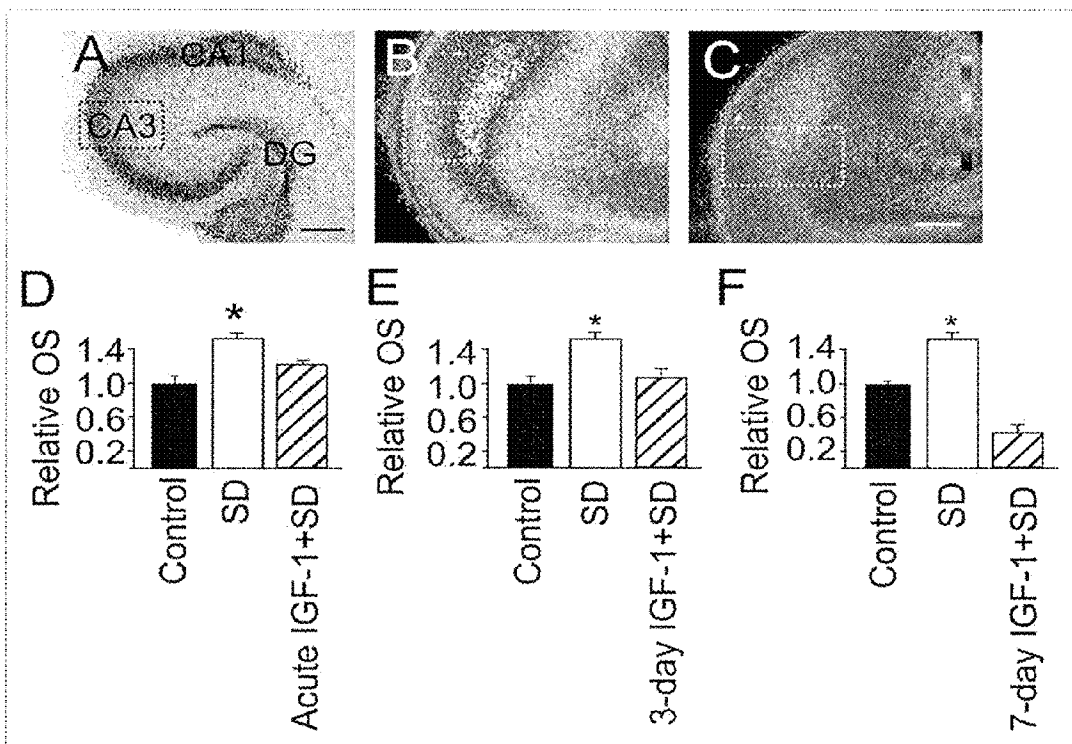 A
CA1
CA3
DG
B
C
D
Relative OS
1.4
1.0
0.6
0.2
*
Control
SD
Acute IGF-1+SD
E
Relative OS
1.4
1.0
0.6
0.2
*
Control
SD
3-day IGF-1+SD
F
Relative OS
1.4
1.0
0.6
0.2
*
Control
SD
7-day IGF-1+SD